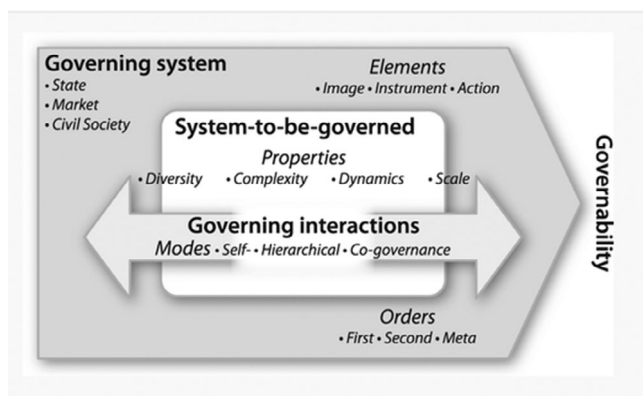 Governing system
• State
• Market
• Civil Society
Elements
• Image • Instrument • Action
System-to-be-governed
Properties
• Diversity • Complexity • Dynamics • Scale
Governing interactions
Modes • Self- • Hierarchical • Co-governance
Orders
• First • Second • Meta
Governability